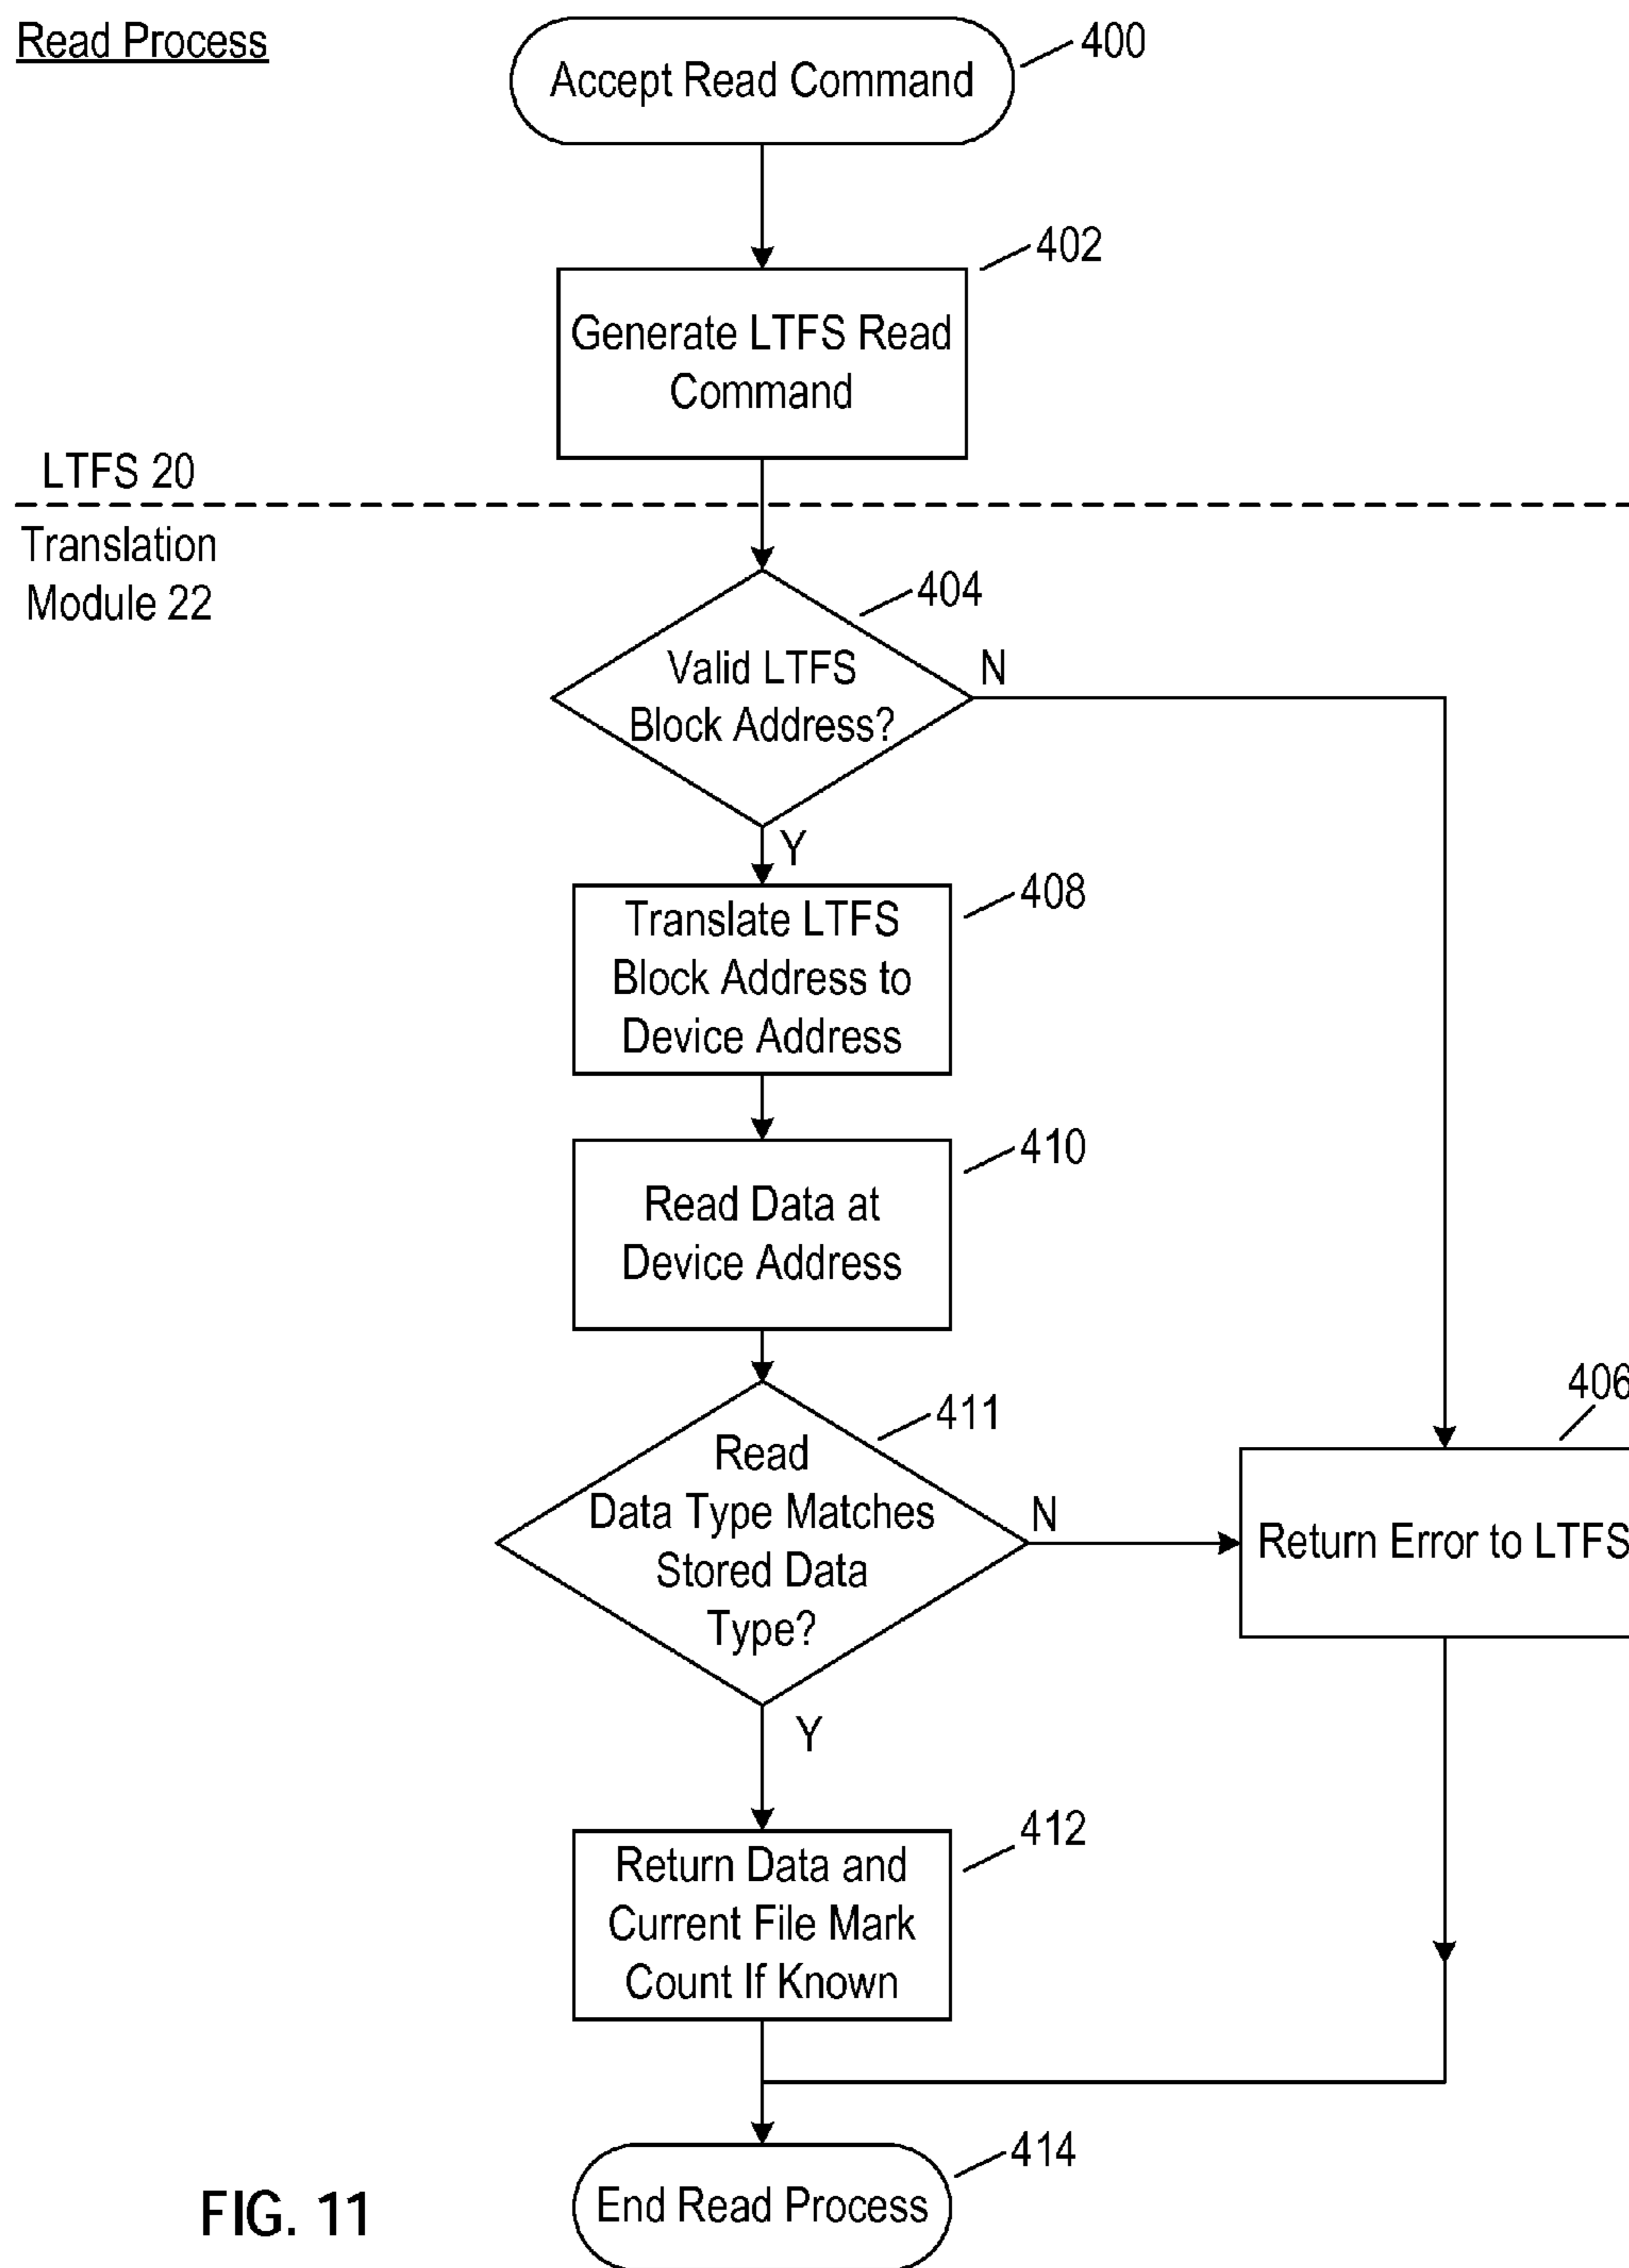 Read Process
400
Accept Read Command
402
Generate LTFS Read
Command
LTFS 20
Translation
Module 22
404
Valid LTFS
Block Address?
N
Y
408
Translate LTFS
Block Address to
Device Address
410
Read Data at
Device Address
406
411
Read
Data Type Matches
Stored Data
Type?
N
Return Error to LTFS
Y
412
Return Data and
Current File Mark
Count If Known
414
End Read Process
FIG. 11